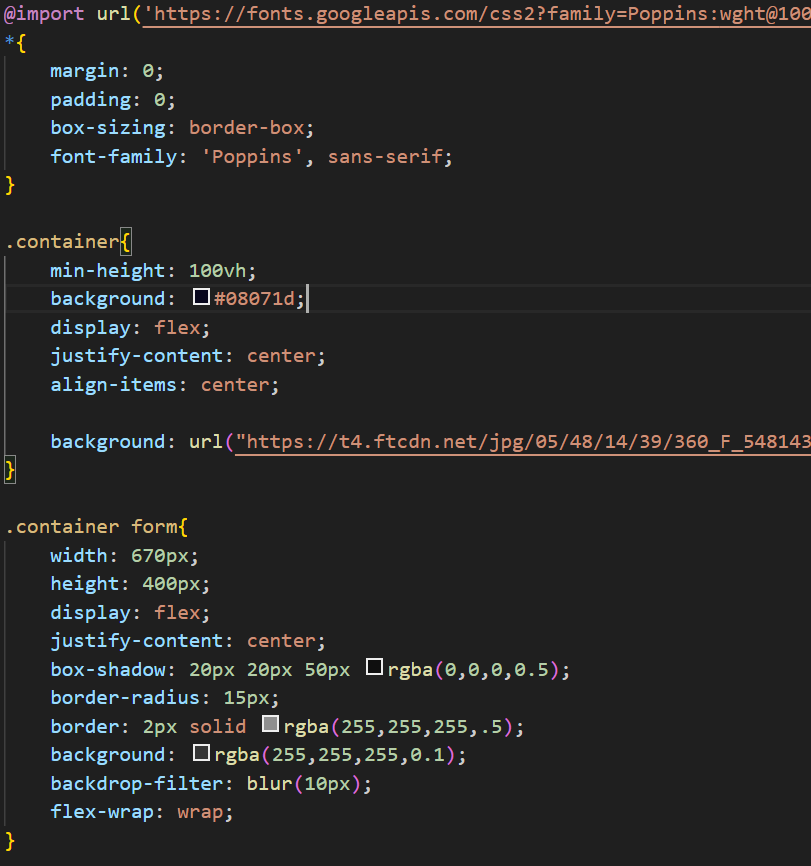 @import url('https://fonts.googleapis.com/css2?family=Poppins:wght@100
*{
    margin: 0;
    padding: 0;
    box-sizing: border-box;
    font-family: 'Poppins', sans-serif;
}

.container{
    min-height: 100vh;
    background: #08071d;
    display: flex;
    justify-content: center;
    align-items: center;

    background: url("https://t4.ftcdn.net/jpg/05/48/14/39/360_F_548143
}

.container form{
    width: 670px;
    height: 400px;
    display: flex;
    justify-content: center;
    box-shadow: 20px 20px 50px rgba(0,0,0,0.5);
    border-radius: 15px;
    border: 2px solid rgba(255,255,255,.5);
    background: rgba(255,255,255,0.1);
    backdrop-filter: blur(10px);
    flex-wrap: wrap;
}